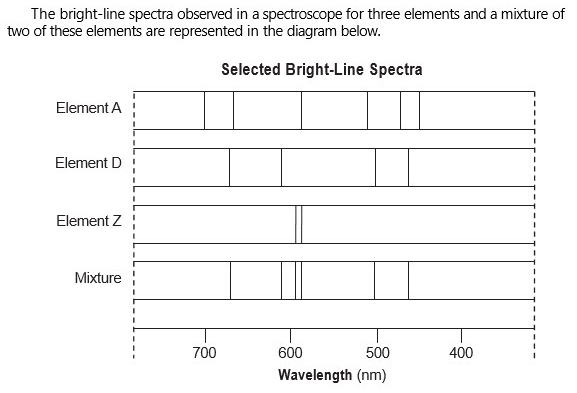 The bright-line spectra observed in a spectroscope for three elements and a mixture of
two of these elements are represented in the diagram below.
Selected Bright-Line Spectra
Element A
Element D
Element Z
Mixture
700 600 500 400
Wavelength (nm)